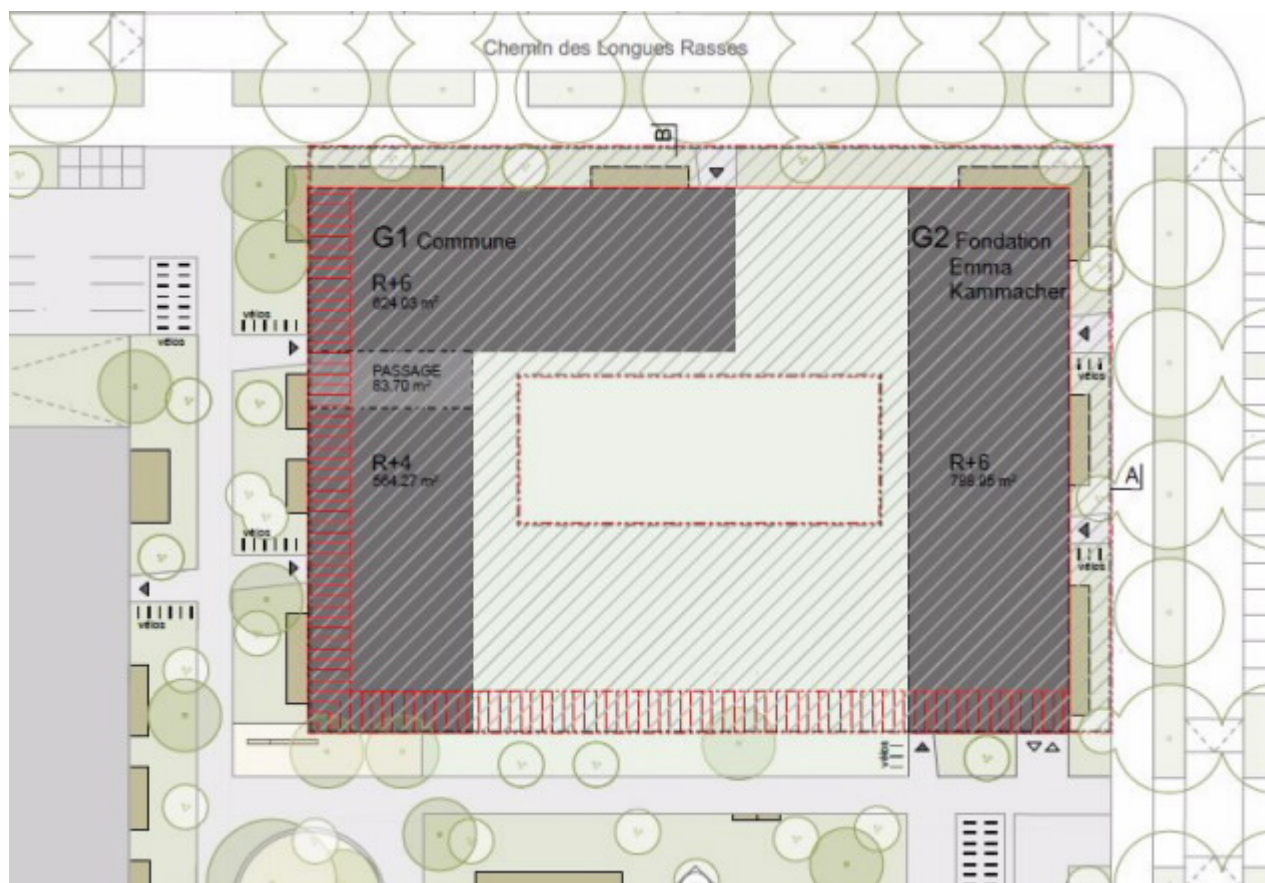 Chemin des Longues Rasses
B
G1 Commune
R+6
624.03 m²
G2 Fondation
Emma
Kammacher
vélos
vélos
PASSAGE
83.70 m²
vélos
R+4
564.27 m²
R+6
798.95 m²
A
vélos
vélos
vélos
vélos